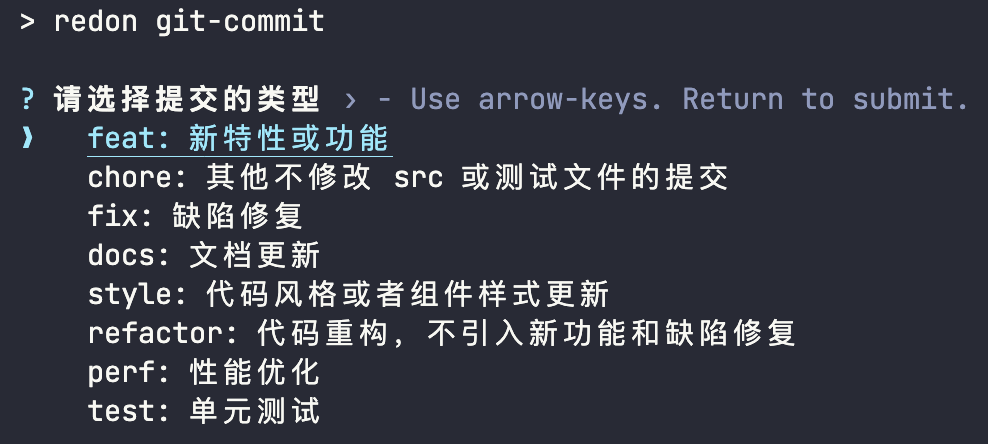 > redon git-commit
? 请选择提交的类型 › - Use arrow-keys. Return to submit.
❯ feat: 新特性或功能
chore: 其他不修改 src 或测试文件的提交
fix: 缺陷修复
docs: 文档更新
style: 代码风格或者组件样式更新
refactor: 代码重构，不引入新功能和缺陷修复
perf: 性能优化
test: 单元测试